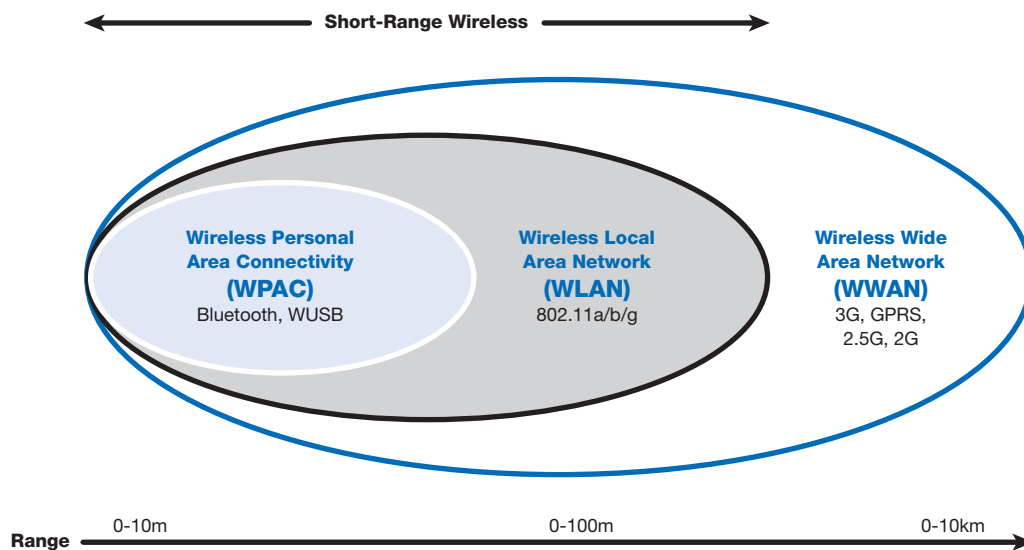 Short-Range Wireless
Wireless Personal
Area Connectivity
(WPAC)
Bluetooth, WUSB
Wireless Local
Area Network
(WLAN)
802.11a/b/g
Wireless Wide
Area Network
(WWAN)
3G, GPRS,
2.5G, 2G
0-10m
0-100m
0-10km
Range